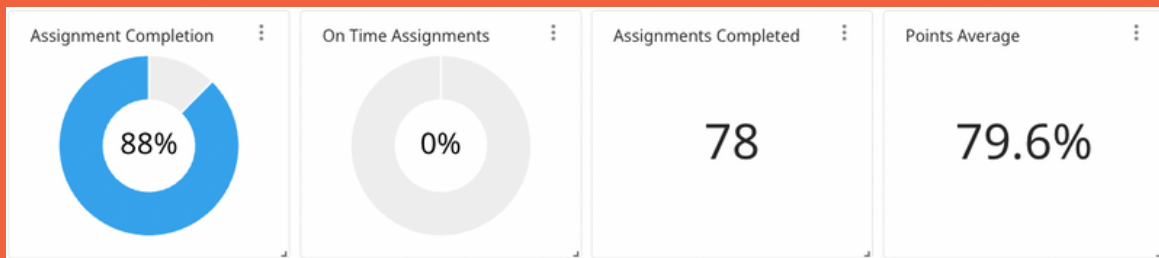 Assignment Completion
88%
On Time Assignments
0%
Assignments Completed
78
Points Average
79.6%